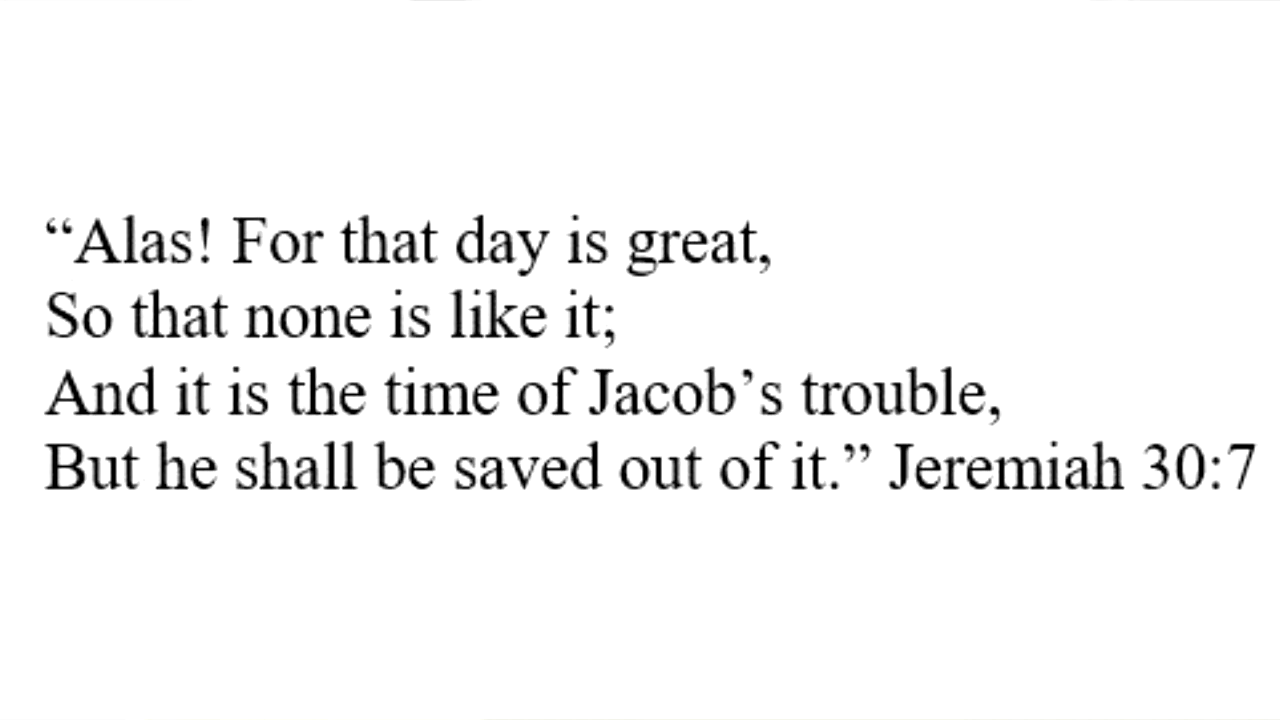 “Alas! For that day is great,
So that none is like it;
And it is the time of Jacob’s trouble,
But he shall be saved out of it.” Jeremiah 30:7